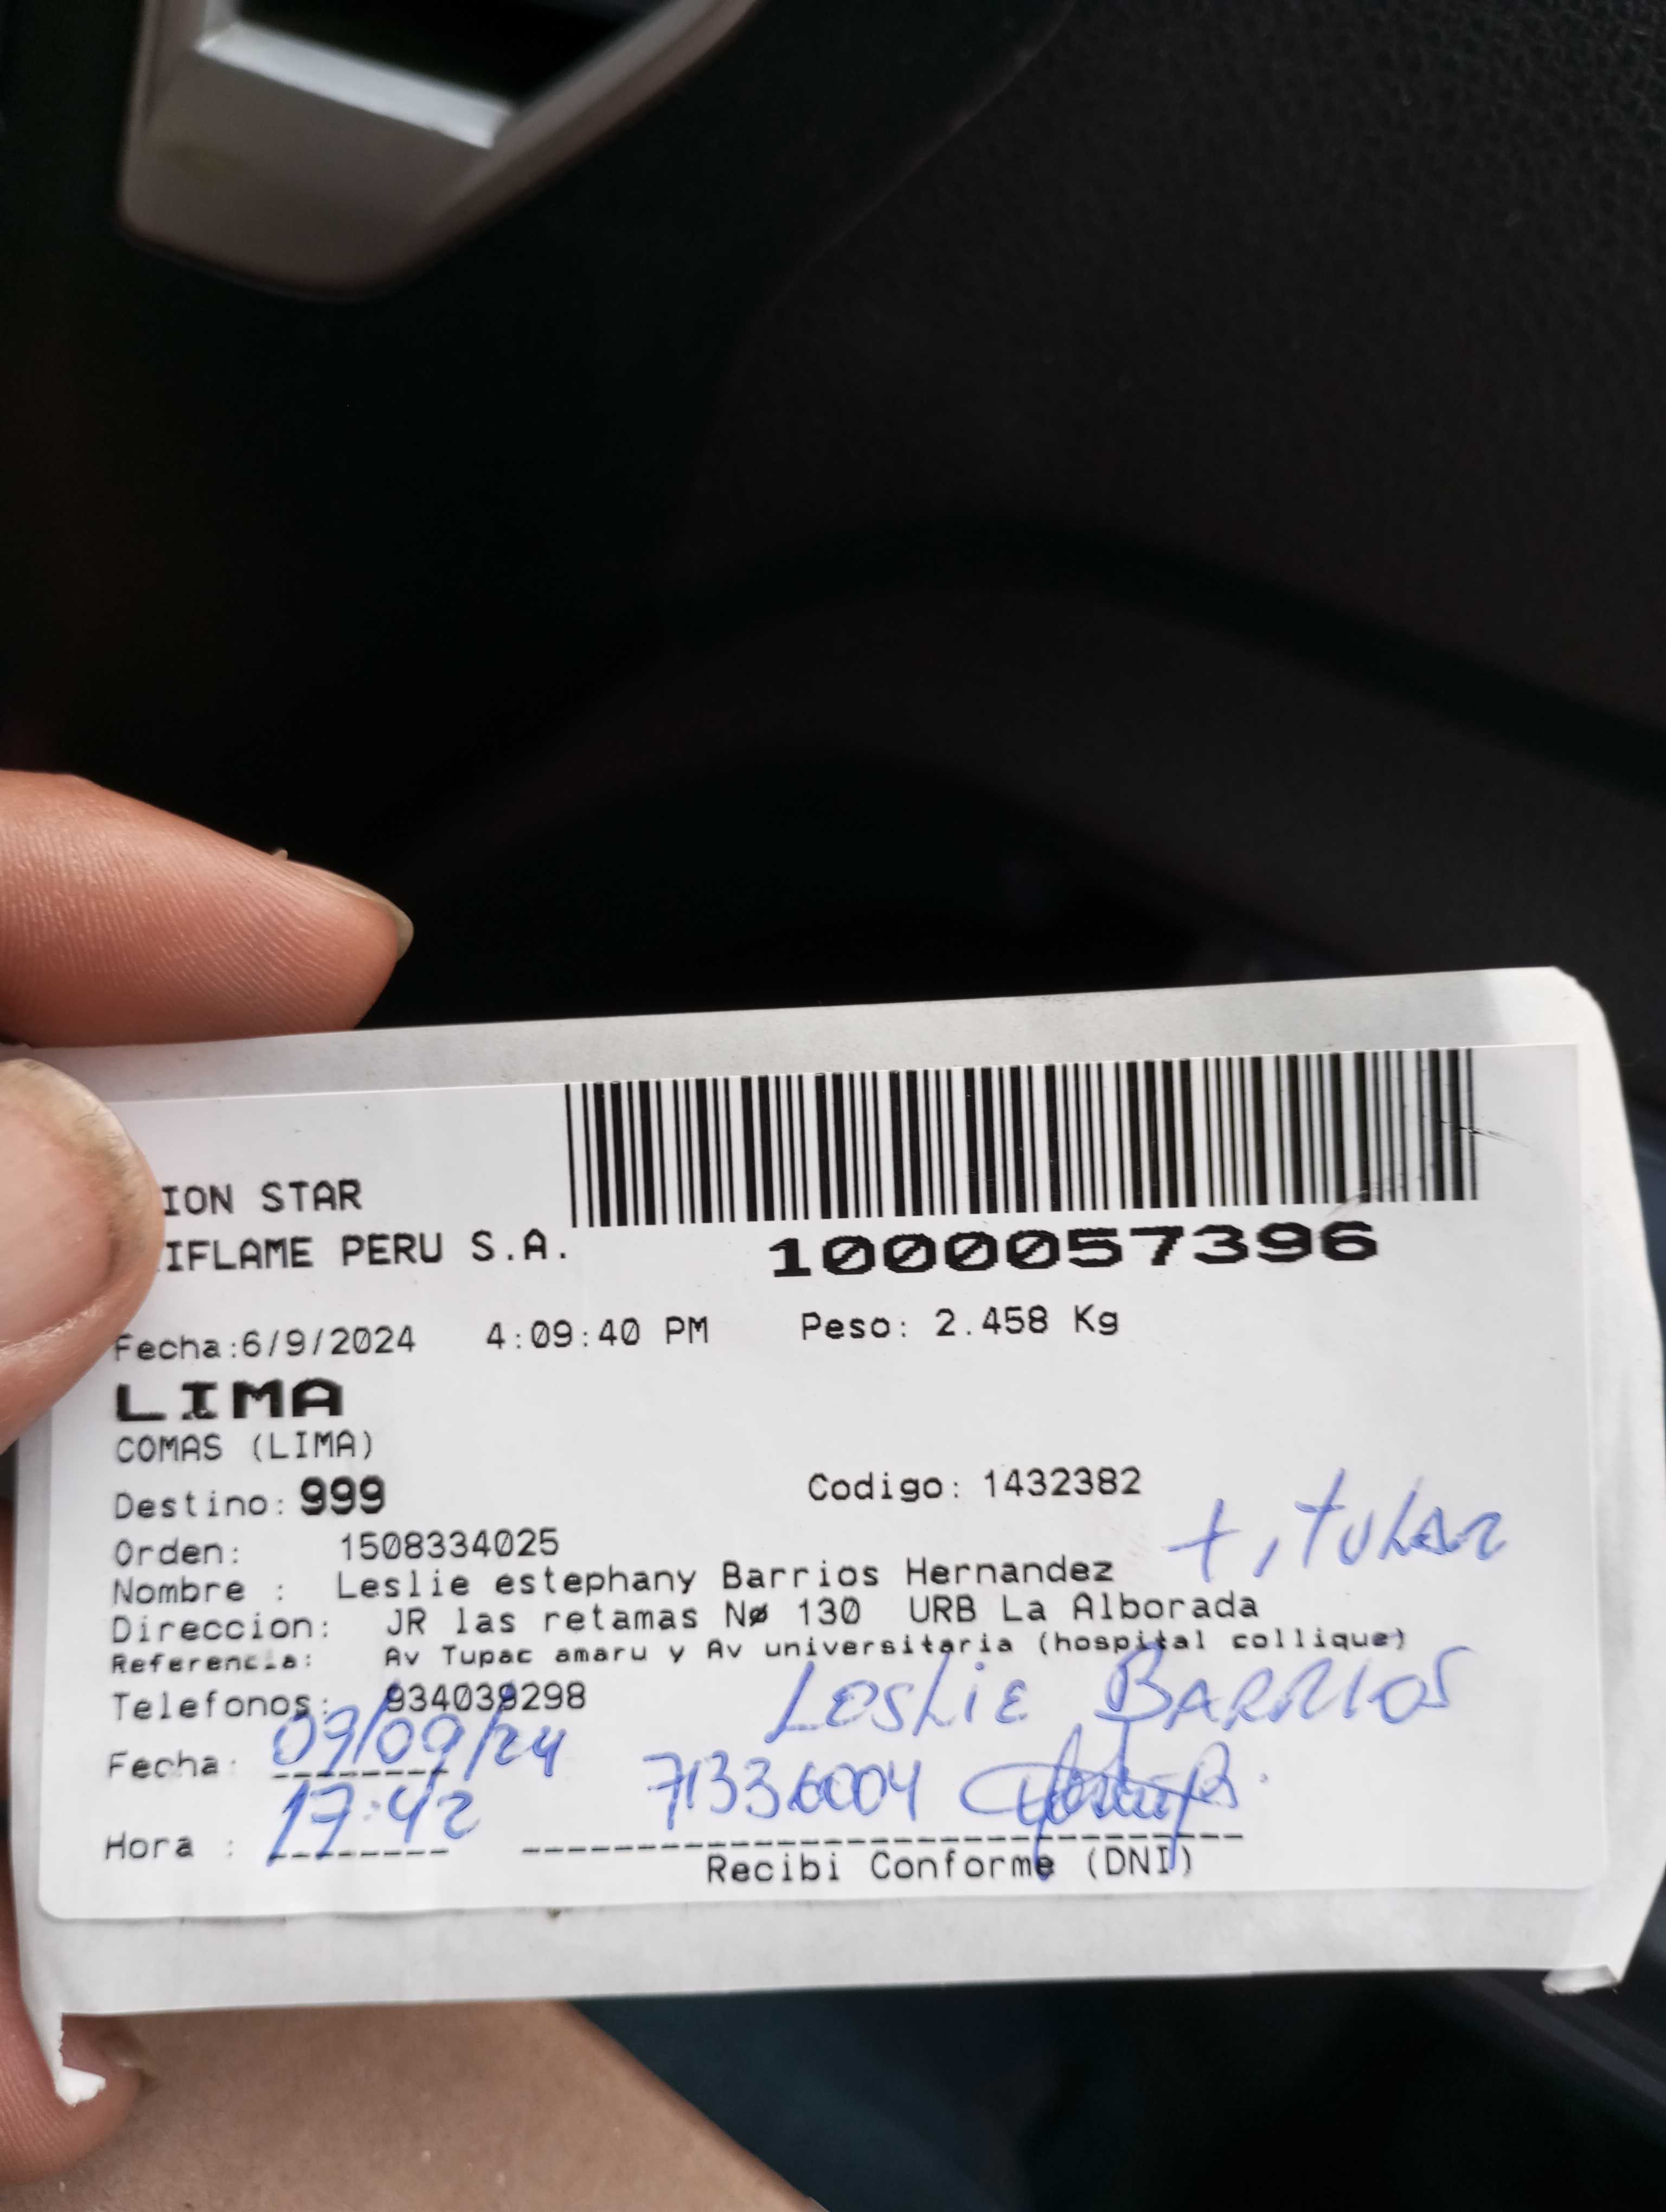 ION STAR
IFLAME PERU S.A.
1000057396
Fecha:6/9/2024 4:09:40 PM Peso: 2.458 Kg
LIMA
COMAS (LIMA)
Destino: 999 Codigo: 1432382
+ titular
Orden: 1508334025
Nombre : Leslie estephany Barrios Hernandez
Direccion: JR las retamas Nø 130 URB La Alborada
Referencia: Av Tupac amaru y Av universitaria (hospital collique)
Telefonos: 934039298
Leslie BARRIOS
Fecha: 09/09/24
71336004
Hora : 17:42
Recibi Conforme (DNI)